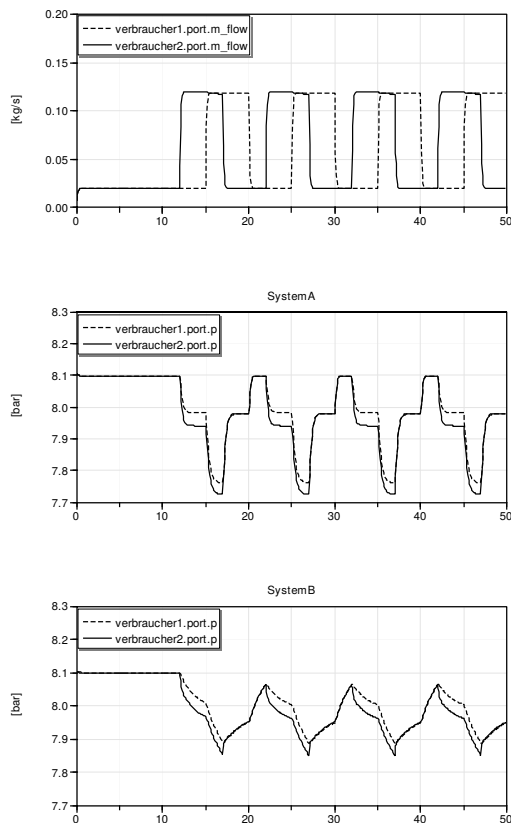 0.20
verbraucher1.port.m_flow
verbraucher2.port.m_flow
0.15
[kg/s]
0.10
0.05
0.00
0 10 20 30 40 50
SystemA
8.3
verbraucher1.port.p
8.2
verbraucher2.port.p
8.1
[bar]
8.0
7.9
7.8
7.7
0 10 20 30 40 50
SystemB
8.3
verbraucher1.port.p
8.2
verbraucher2.port.p
8.1
[bar]
8.0
7.9
7.8
7.7
0 10 20 30 40 50